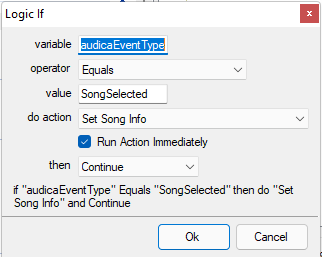 Logic If
x
variable audicaEventType
operator Equals
value SongSelected
do action Set Song Info
Run Action Immediately
then Continue
if "audicaEventType" Equals "SongSelected" then do "Set
Song Info" and Continue
Ok Cancel